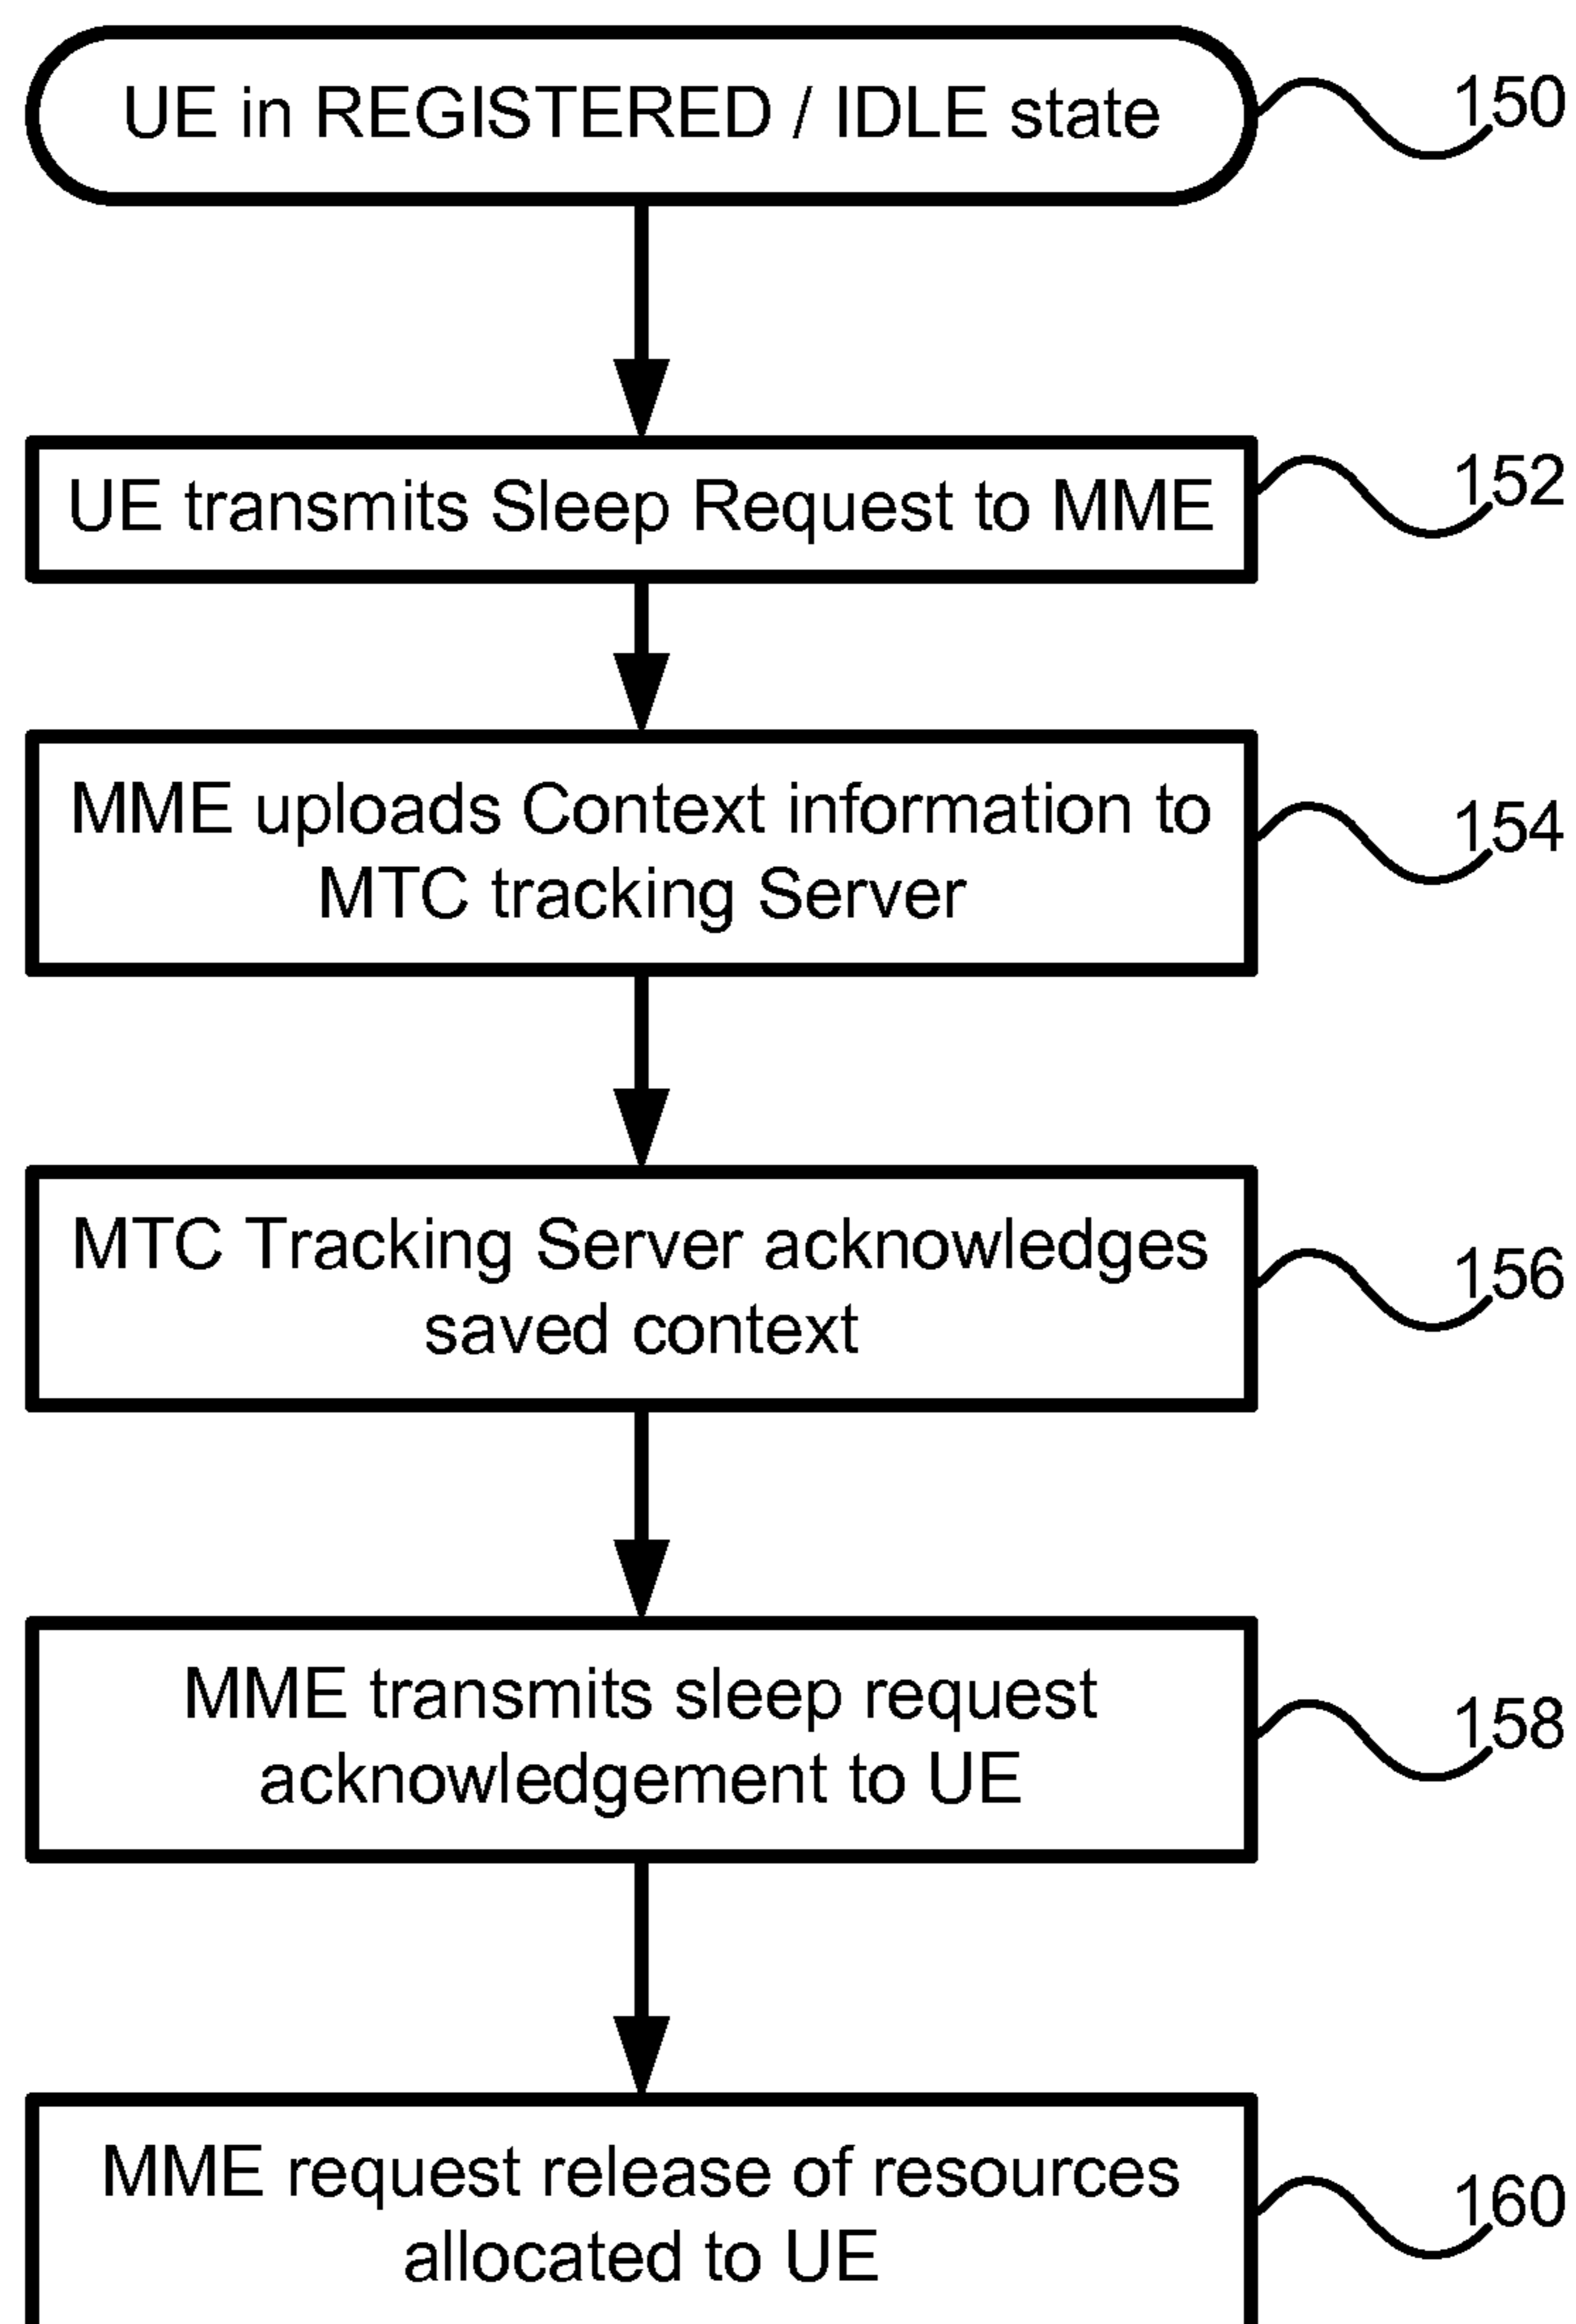 UE in REGISTERED / IDLE state
150
UE transmits Sleep Request to MME
152
MME uploads Context information to
MTC tracking Server
154
MTC Tracking Server acknowledges
saved context
156
MME transmits sleep request
acknowledgement to UE
158
MME request release of resources
allocated to UE
160